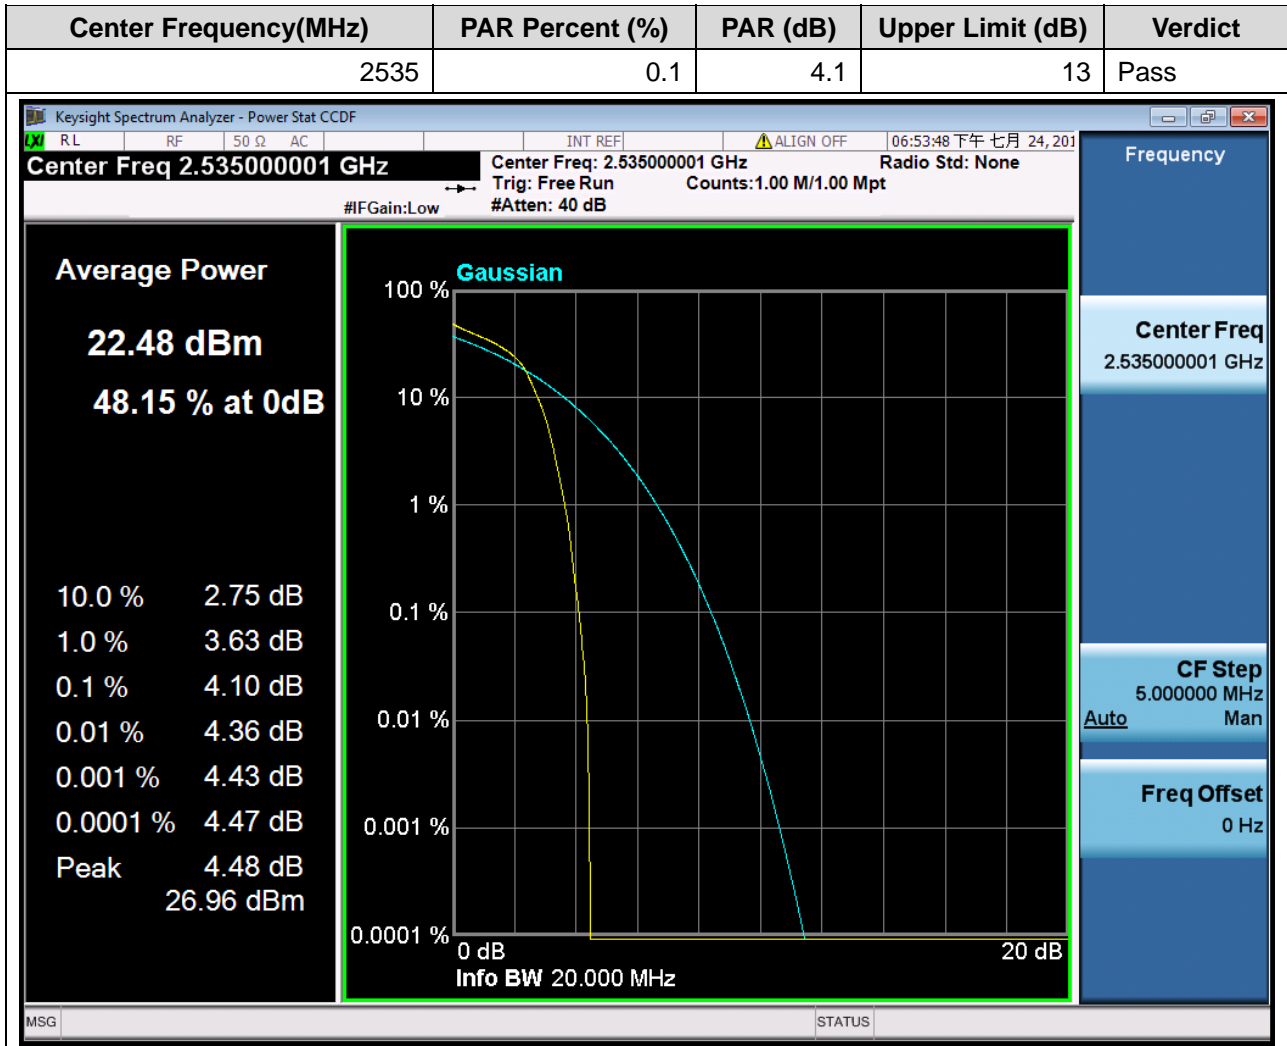 Center Frequency(MHz) PAR Percent (%) PAR (dB) Upper Limit (dB) Verdict
2535 0.1 4.1 13 Pass
Keysight Spectrum Analyzer - Power Stat CCDF
LXI RL RF 50 Ω AC INT REF ALIGN OFF 06:53:48 下午 七月 24, 201
Center Freq 2.535000001 GHz
Center Freq: 2.535000001 GHz Radio Std: None
Trig: Free Run Counts:1.00 M/1.00 Mpt
#IFGain:Low #Atten: 40 dB
Frequency
Average Power
22.48 dBm
48.15 % at 0dB
10.0 % 2.75 dB
1.0 % 3.63 dB
0.1 % 4.10 dB
0.01 % 4.36 dB
0.001 % 4.43 dB
0.0001 % 4.47 dB
Peak 4.48 dB
26.96 dBm
Gaussian
100 %
10 %
1 %
0.1 %
0.01 %
0.001 %
0.0001 %
0 dB 20 dB
Info BW 20.000 MHz
Center Freq
2.535000001 GHz
CF Step
5.000000 MHz
Auto Man
Freq Offset
0 Hz
MSG STATUS